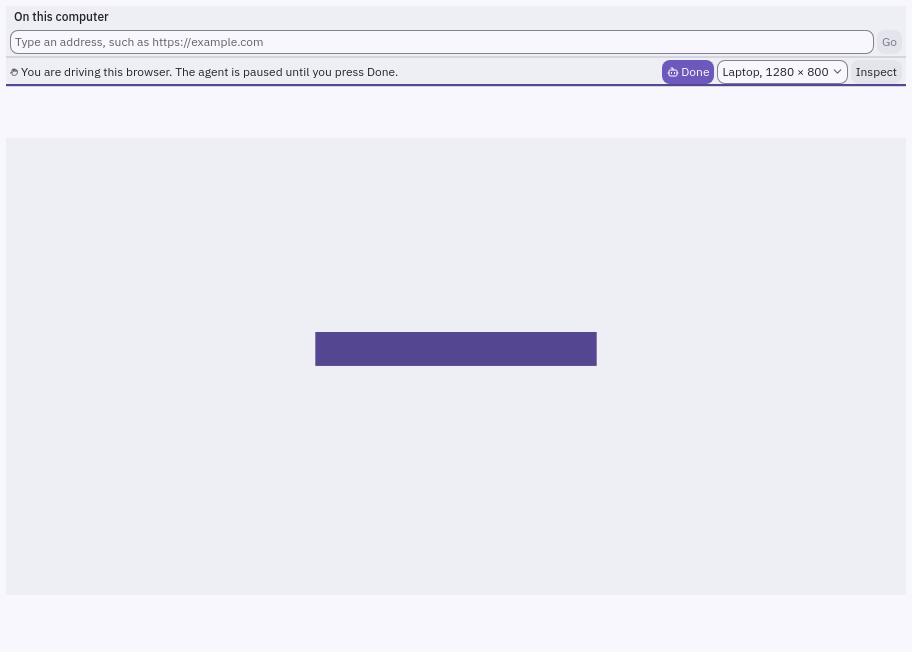 On this computer
Type an address, such as https://example.com
Go
You are driving this browser. The agent is paused until you press Done.
Done
Laptop, 1280 × 800
Inspect